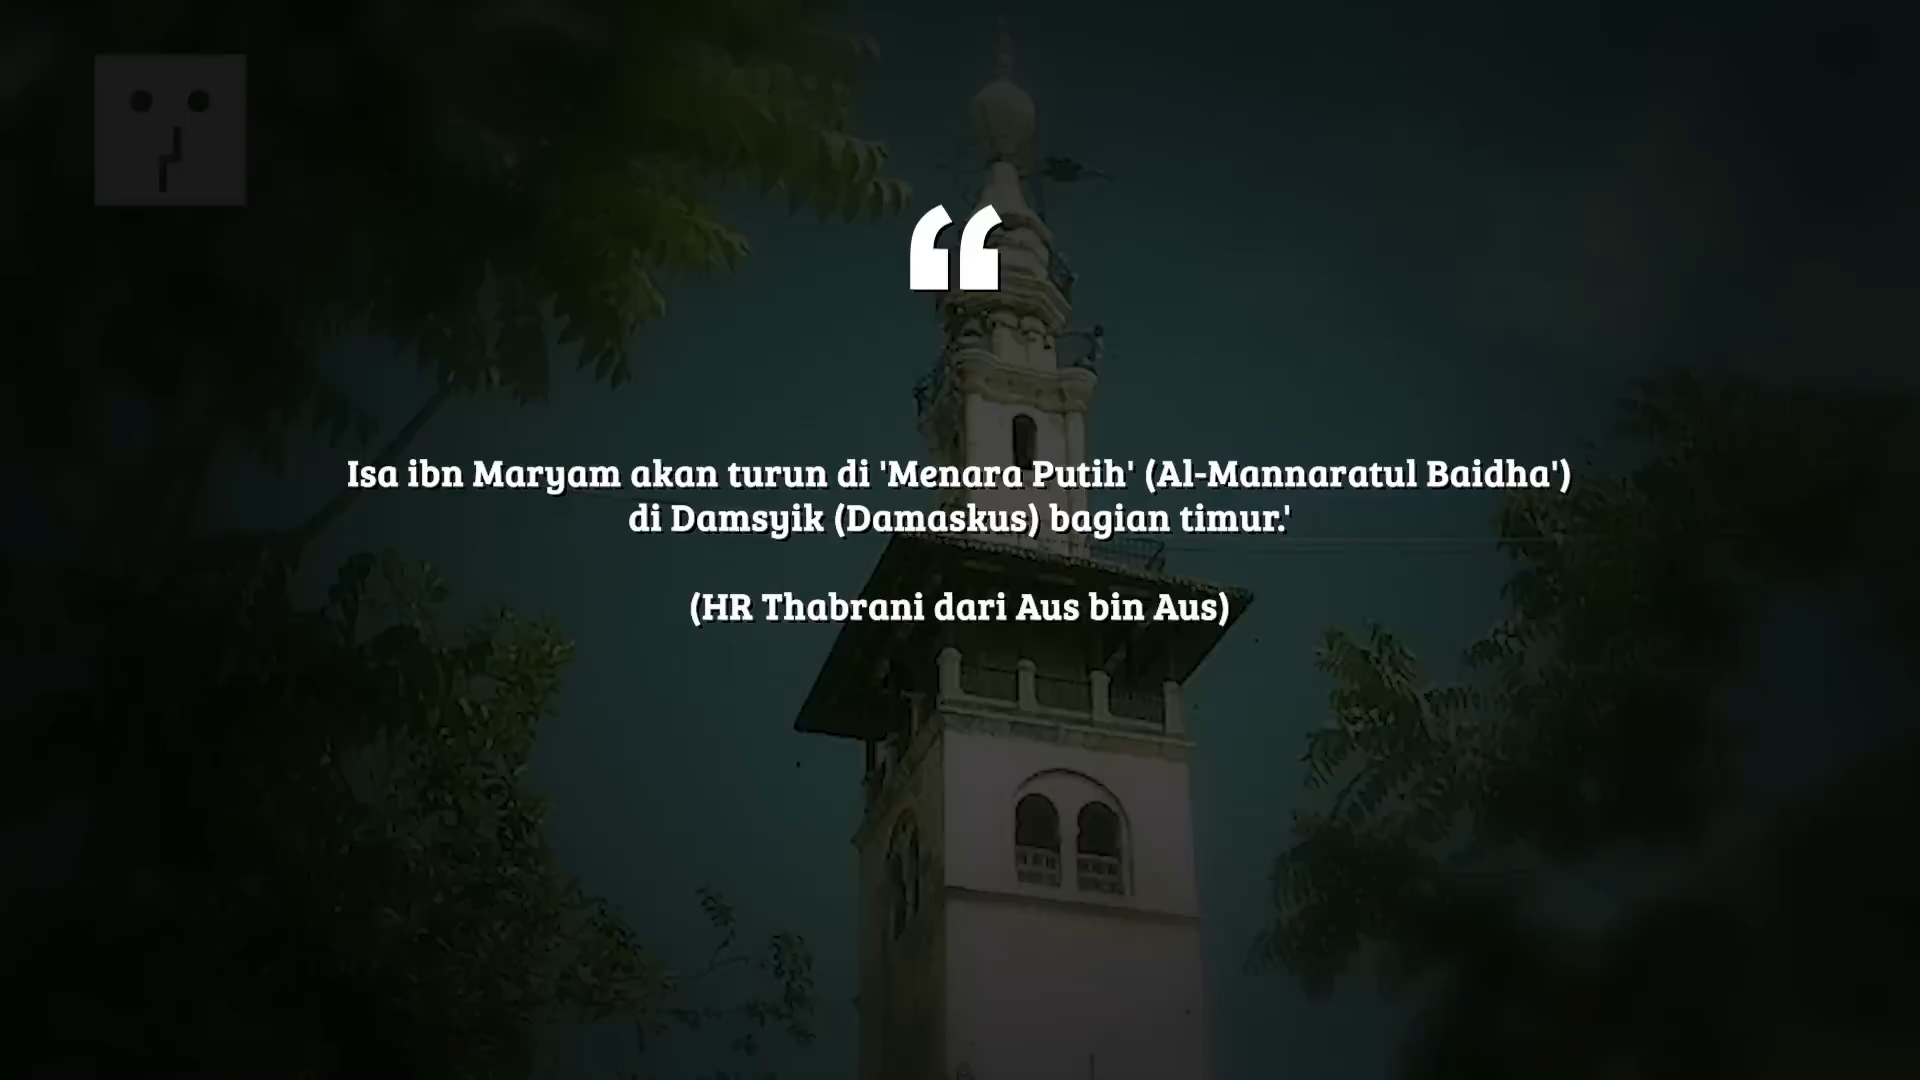 “
Isa ibn Maryam akan turun di 'Menara Putih' (Al-Mannaratul Baidha')
di Damsyik (Damaskus) bagian timur.'
(HR Thabrani dari Aus bin Aus)